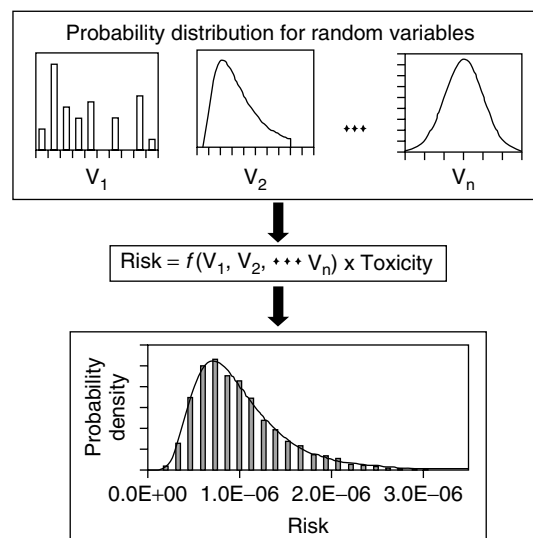 Probability distribution for random variables
V1 V2 Vn
Risk = f(V1, V2, ✦✦✦ Vn) x Toxicity
Probability
density
0.0E+00 1.0E−06 2.0E−06 3.0E−06
Risk